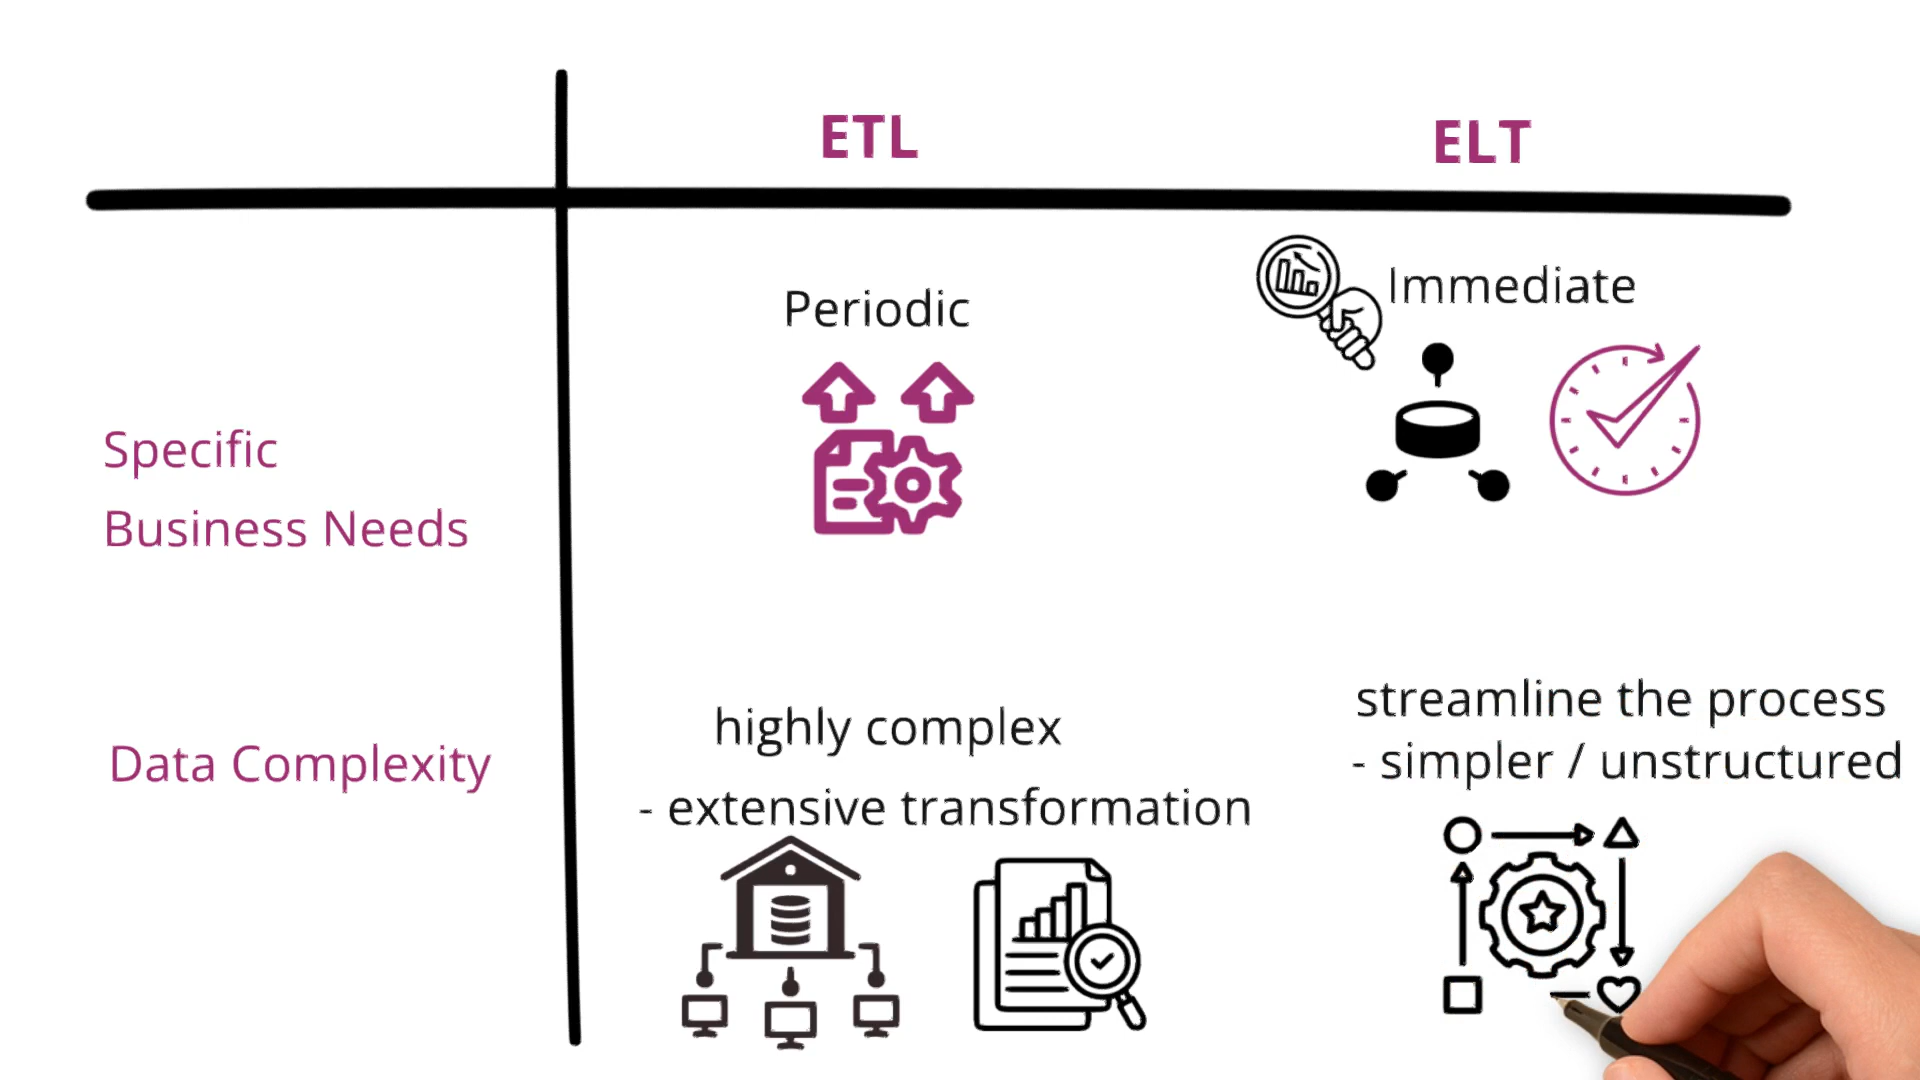 ETL
ELT
Periodic
Immediate
Specific
Business Needs
Data Complexity
highly complex
- extensive transformation
streamline the process
- simpler / unstructured